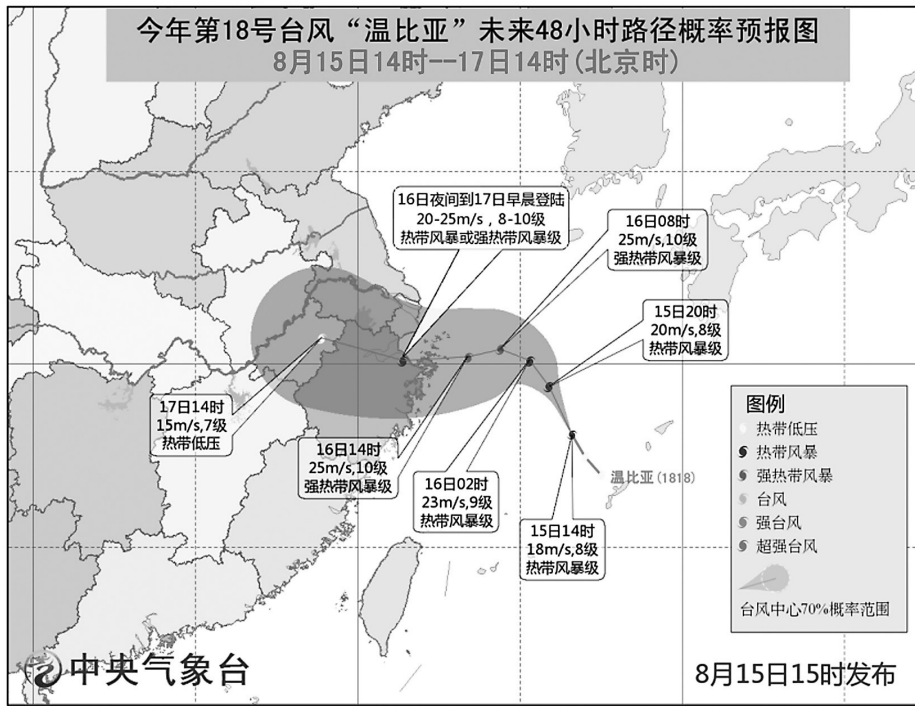 今年第18号台风“温比亚”未来48小时路径概率预报图
8月15日14时--17日14时(北京时)
16日夜间到17日早晨登陆
20-25m/s，8-10级
热带风暴或强热带风暴级
16日08时
25m/s,10级
强热带风暴级
15日20时
20m/s,8级
热带风暴级
17日14时
15m/s,7级
热带低压
16日14时
25m/s,10级
强热带风暴级
16日02时
23m/s,9级
热带风暴级
15日14时
18m/s,8级
热带风暴级
温比亚(1818)
图例
热带低压
热带风暴
强热带风暴
台风
强台风
超强台风
台风中心70%概率范围
中央气象台
8月15日15时发布